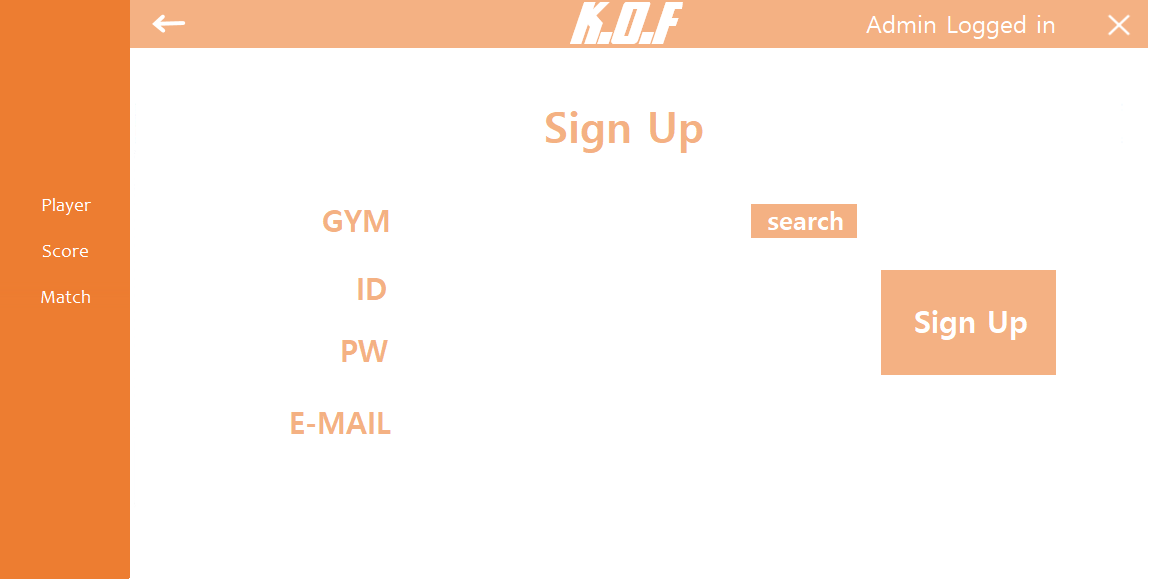 K.O.F
Admin Logged in
Sign Up
Player
Score
Match
GYM
search
ID
Sign Up
PW
E-MAIL